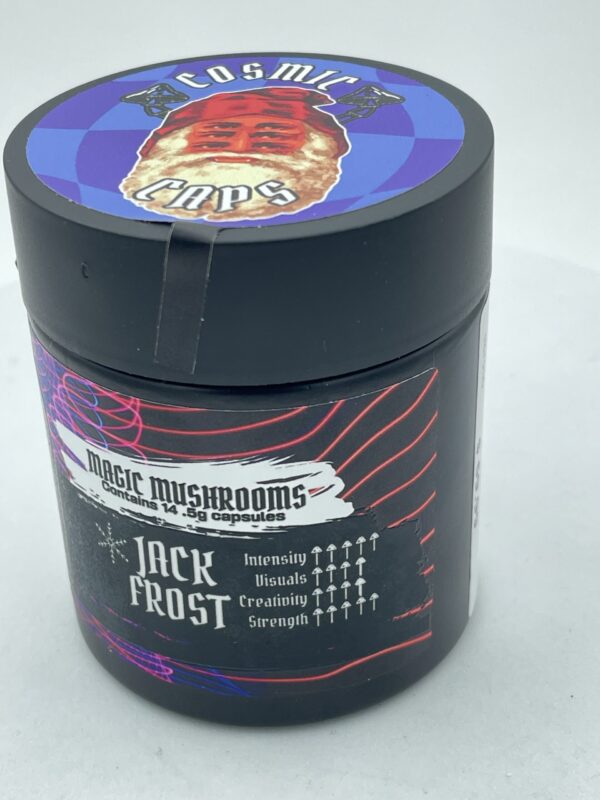 COSMIC
CAPS
MAGIC MUSHROOMS
Contains 14 .5g capsules
JACK
FROST
Intensity
Visuals
Creativity
Strength